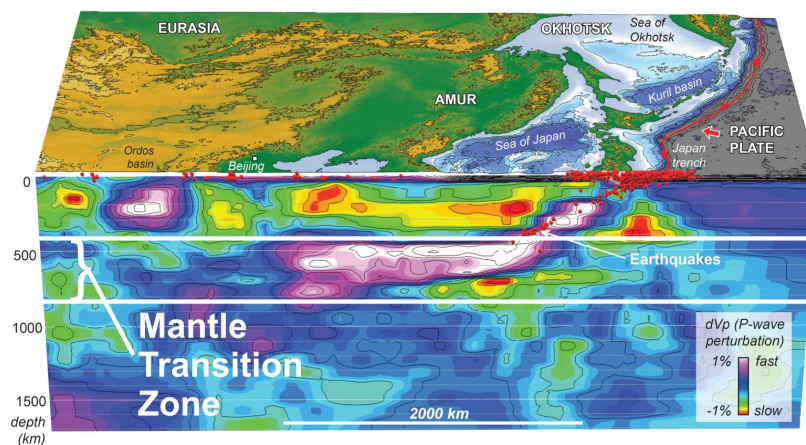 EURASIA
OKHOTSK
Sea of
Okhotsk
AMUR
Kuril basin
Ordos
basin
Beijing
Sea of Japan
Japan
trench
PACIFIC
PLATE
0
500
1000
1500
depth
(km)
Earthquakes
Mantle
Transition
Zone
2000 km
dVp (P-wave
perturbation)
1% fast
-1% slow